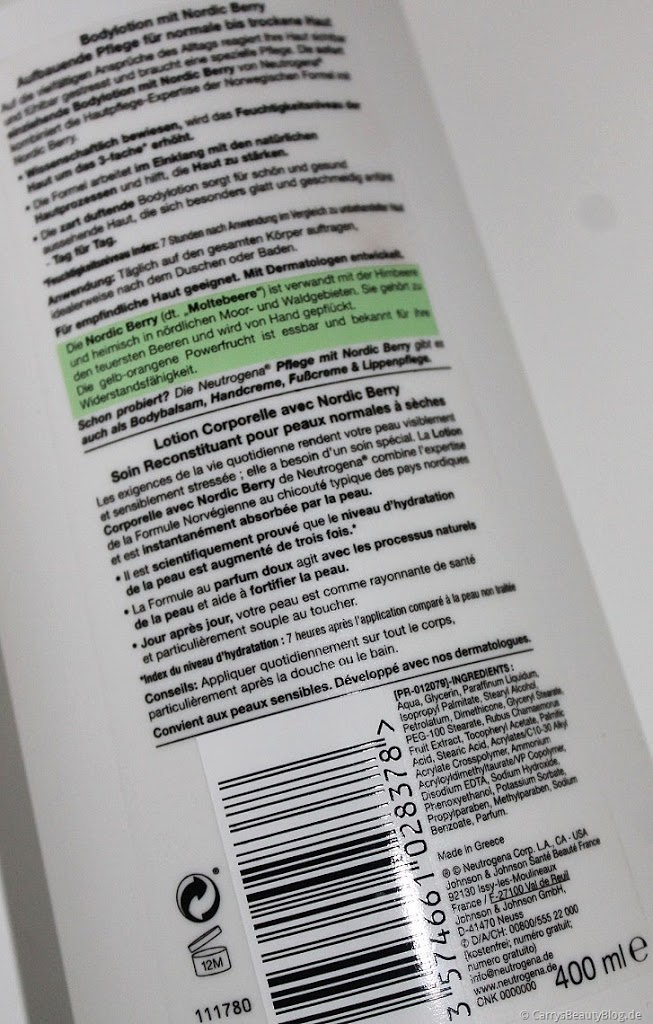 Bodylotion mit Nordic Berry
Aufbauende Pflege für normale bis trockene Haut
Auf die vielfältigen Ansprüche des Alltags reagiert Ihre Haut sichtbar
und fühlbar gestresst und braucht eine spezielle Pflege. Die sofort
einziehende Bodylotion mit Nordic Berry von Neutrogena®
kombiniert die Hautpflege-Expertise der Norwegischen Formel mit
Nordic Berry.
• Wissenschaftlich bewiesen, wird das Feuchtigkeitsniveau der
Haut um das 3-fache* erhöht.
• Die Formel arbeitet im Einklang mit den natürlichen
Hautprozessen und hilft, die Haut zu stärken.
• Die zart duftende Bodylotion sorgt für schön und gesund
aussehende Haut, die sich besonders glatt und geschmeidig anfühlt
- Tag für Tag.
*Feuchtigkeitsniveau Index: 7 Stunden nach Anwendung im Vergleich zu unbehandelter Haut
Anwendung: Täglich auf den gesamten Körper auftragen,
idealerweise nach dem Duschen oder Baden.
Für empfindliche Haut geeignet. Mit Dermatologen entwickelt.
Die Nordic Berry (dt. „Moltebeere") ist verwandt mit der Himbeere
und heimisch in nördlichen Moor- und Waldgebieten. Sie gehört zu
den teuersten Beeren und wird von Hand gepflückt.
Die gelb-orangene Powerfrucht ist essbar und bekannt für ihre
Widerstandsfähigkeit.
Schon probiert? Die Neutrogena® Pflege mit Nordic Berry gibt es
auch als Bodybalsam, Handcreme, Fußcreme & Lippenpflege.
Lotion Corporelle avec Nordic Berry
Soin Reconstituant pour peaux normales à sèches
Les exigences de la vie quotidienne rendent votre peau visiblement
et sensiblement stressée ; elle a besoin d'un soin spécial. La Lotion
Corporelle avec Nordic Berry de Neutrogena® combine l'expertise
de la Formule Norvégienne au chicouté typique des pays nordiques
et est instantanément absorbée par la peau.
• Il est scientifiquement prouvé que le niveau d'hydratation
de la peau est augmenté de trois fois.*
• La Formule au parfum doux agit avec les processus naturels
de la peau et aide à fortifier la peau.
• Jour après jour, votre peau est comme rayonnante de santé
et particulièrement souple au toucher.
*Index du niveau d'hydratation : 7 heures après l'application comparé à la peau non traitée
Conseils: Appliquer quotidiennement sur tout le corps,
particulièrement après la douche ou le bain.
Convient aux peaux sensibles. Développé avec nos dermatologues.
[PR-012079]-INGREDIENTS:
Aqua, Glycerin, Paraffinum Liquidum,
Isopropyl Palmitate, Stearyl Alcohol,
Petrolatum, Dimethicone, Glyceryl Stearate,
PEG-100 Stearate, Rubus Chamaemorus
Fruit Extract, Tocopheryl Acetate, Palmitic
Acid, Stearic Acid, Acrylates/C10-30 Alkyl
Acrylate Crosspolymer, Ammonium
Acryloyldimethyltaurate/VP Copolymer,
Disodium EDTA, Sodium Hydroxide,
Phenoxyethanol, Potassium Sorbate,
Propylparaben, Methylparaben, Sodium
Benzoate, Parfum.
Made in Greece
® © Neutrogena Corp. L.A. CA - USA
Johnson & Johnson Santé Beauté France
92130 Issy-les-Moulineaux
France / F-27100 Val de Reuil
Johnson & Johnson GmbH,
D-41470 Neuss
✆ D/A/CH: 00800/555 22 000
(kostenfrei; numéro gratuit;
numero gratuito)
info@neutrogena.de
www.neutrogena.de
CNK 0000000
400 ml e
3 574661 028378 >
12M
111780
© CarrysBeautyBlog.de